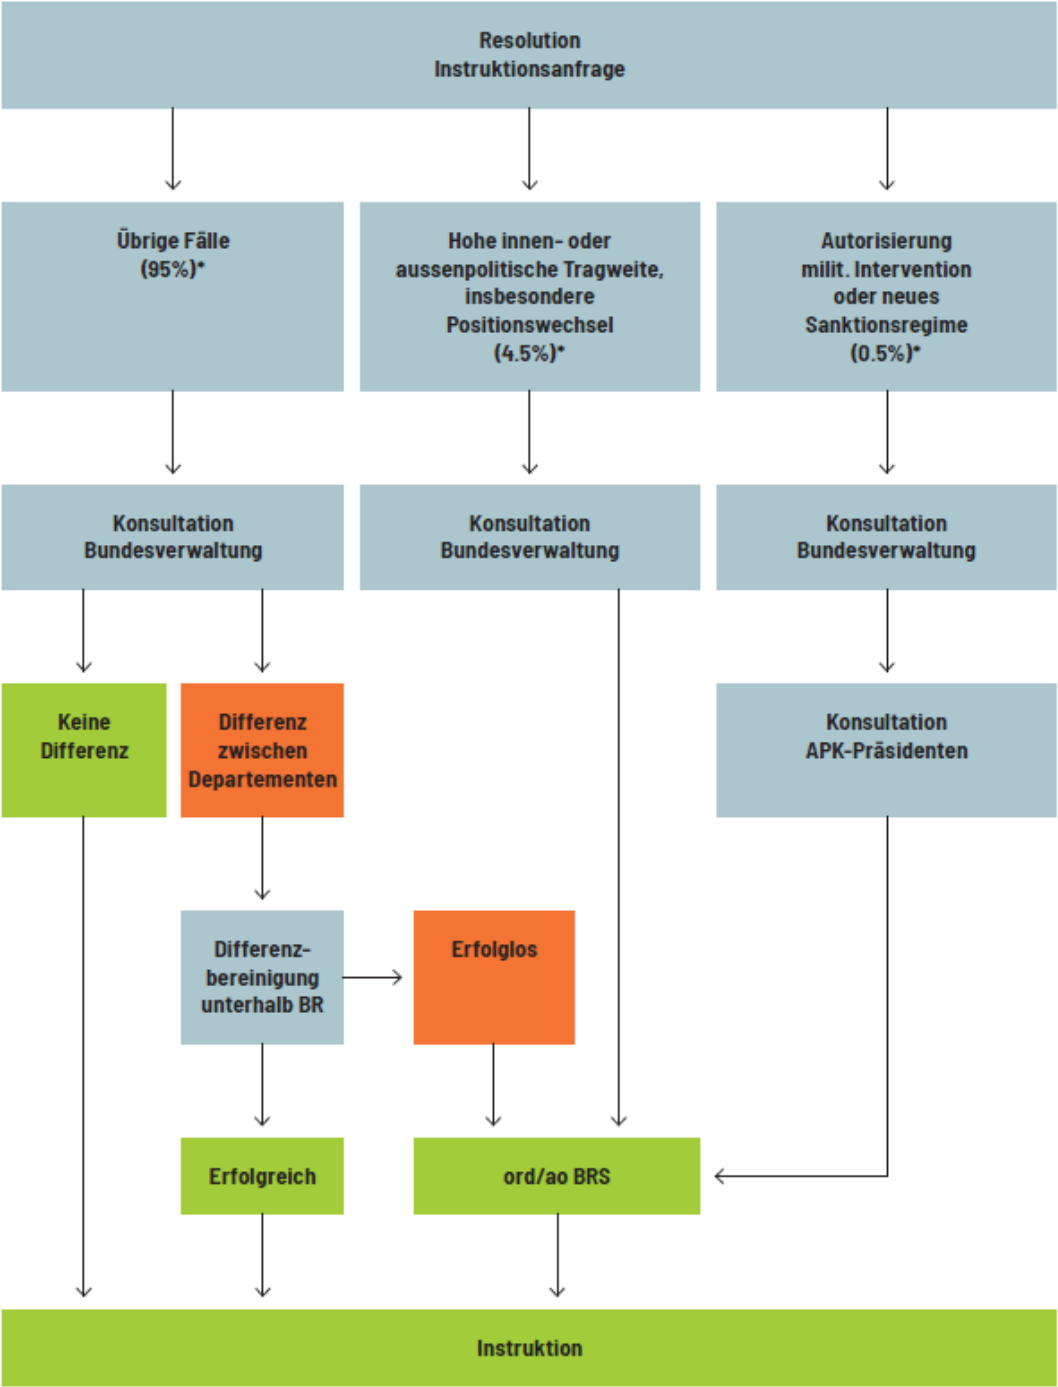 Resolution
Instruktionsanfrage
Übrige Fälle
(95%)*
Hohe innen- oder
aussenpolitische Tragweite,
insbesondere
Positionswechsel
(4.5%)*
Autorisierung
milit. Intervention
oder neues
Sanktionsregime
(0.5%)*
Konsultation
Bundesverwaltung
Konsultation
Bundesverwaltung
Konsultation
Bundesverwaltung
Keine
Differenz
Differenz
zwischen
Departementen
Konsultation
APK-Präsidenten
Differenz-
bereinigung
unterhalb BR
Erfolglos
Erfolgreich
ord/ao BRS
Instruktion